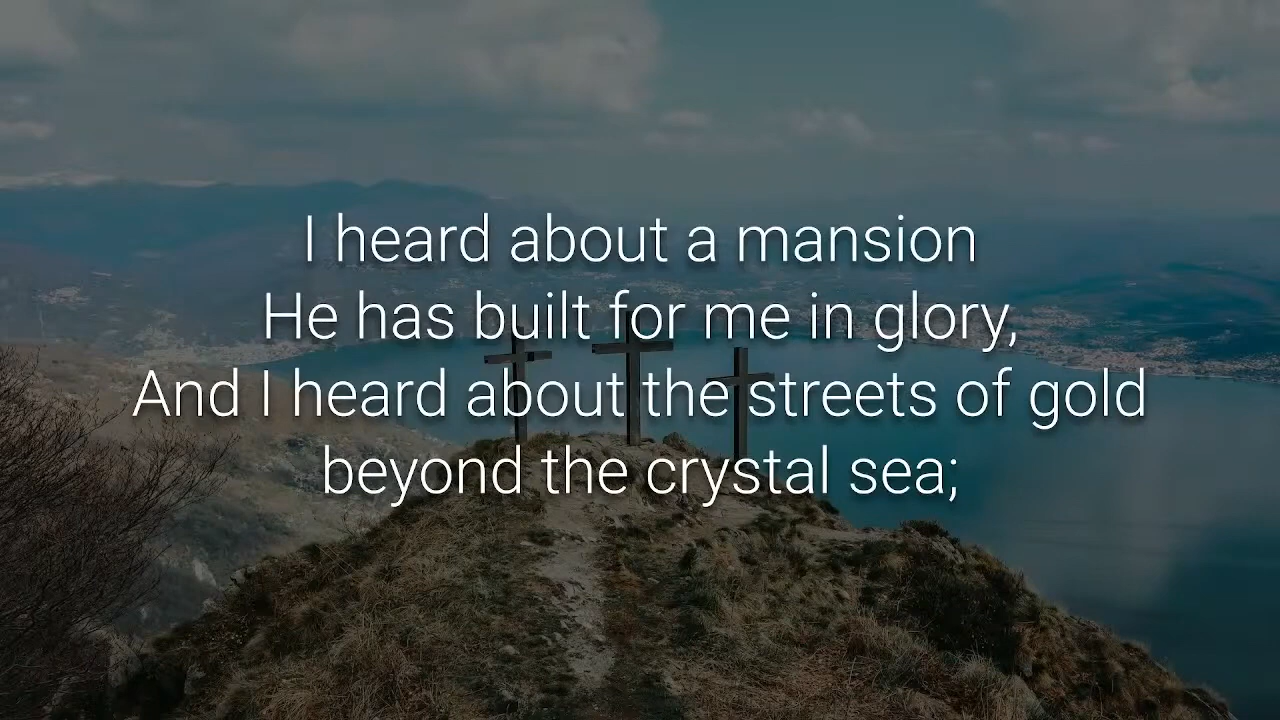 I heard about a mansion
He has built for me in glory,
And I heard about the streets of gold
beyond the crystal sea;